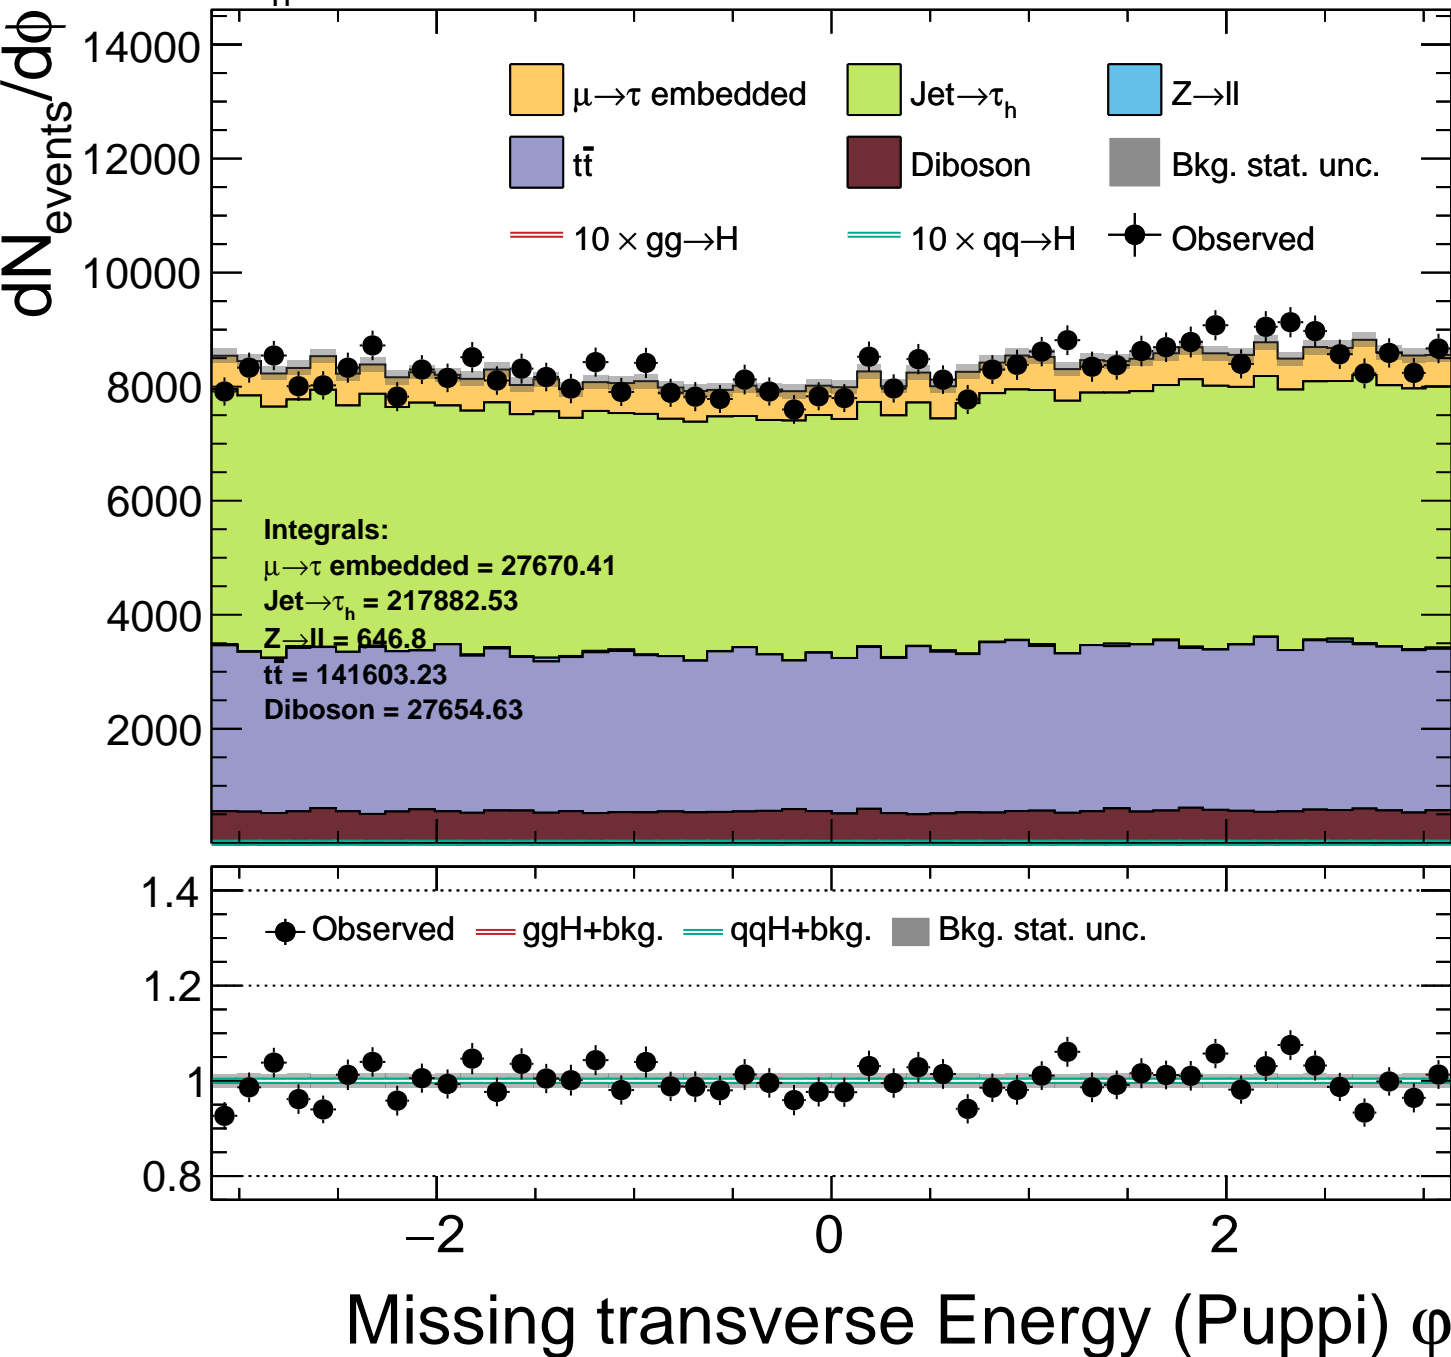 dN_events/dϕ
14000
12000
10000
8000
6000
4000
2000
μ→τ embedded
Jet→τ_h
Z→ll
tt̄
Diboson
Bkg. stat. unc.
10 × gg→H
10 × qq→H
Observed
Integrals:
μ→τ embedded = 27670.41
Jet→τ_h = 217882.53
Z→ll = 646.8
tt̄ = 141603.23
Diboson = 27654.63
1.4
1.2
1
0.8
Observed
ggH+bkg.
qqH+bkg.
Bkg. stat. unc.
−2
0
2
Missing transverse Energy (Puppi) φ